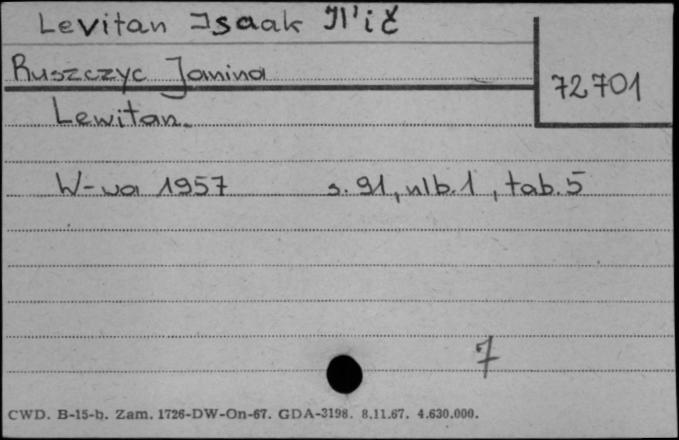 Levitan Isaak Il'ič
Ruszczyc Janina
72701
Lewitan.
W-wa 1957 s. 91, nlb. 1, tab. 5
7
CWD. B-15-b. Zam. 1726-DW-On-67. GDA-3198. 8.11.67. 4.630.000.